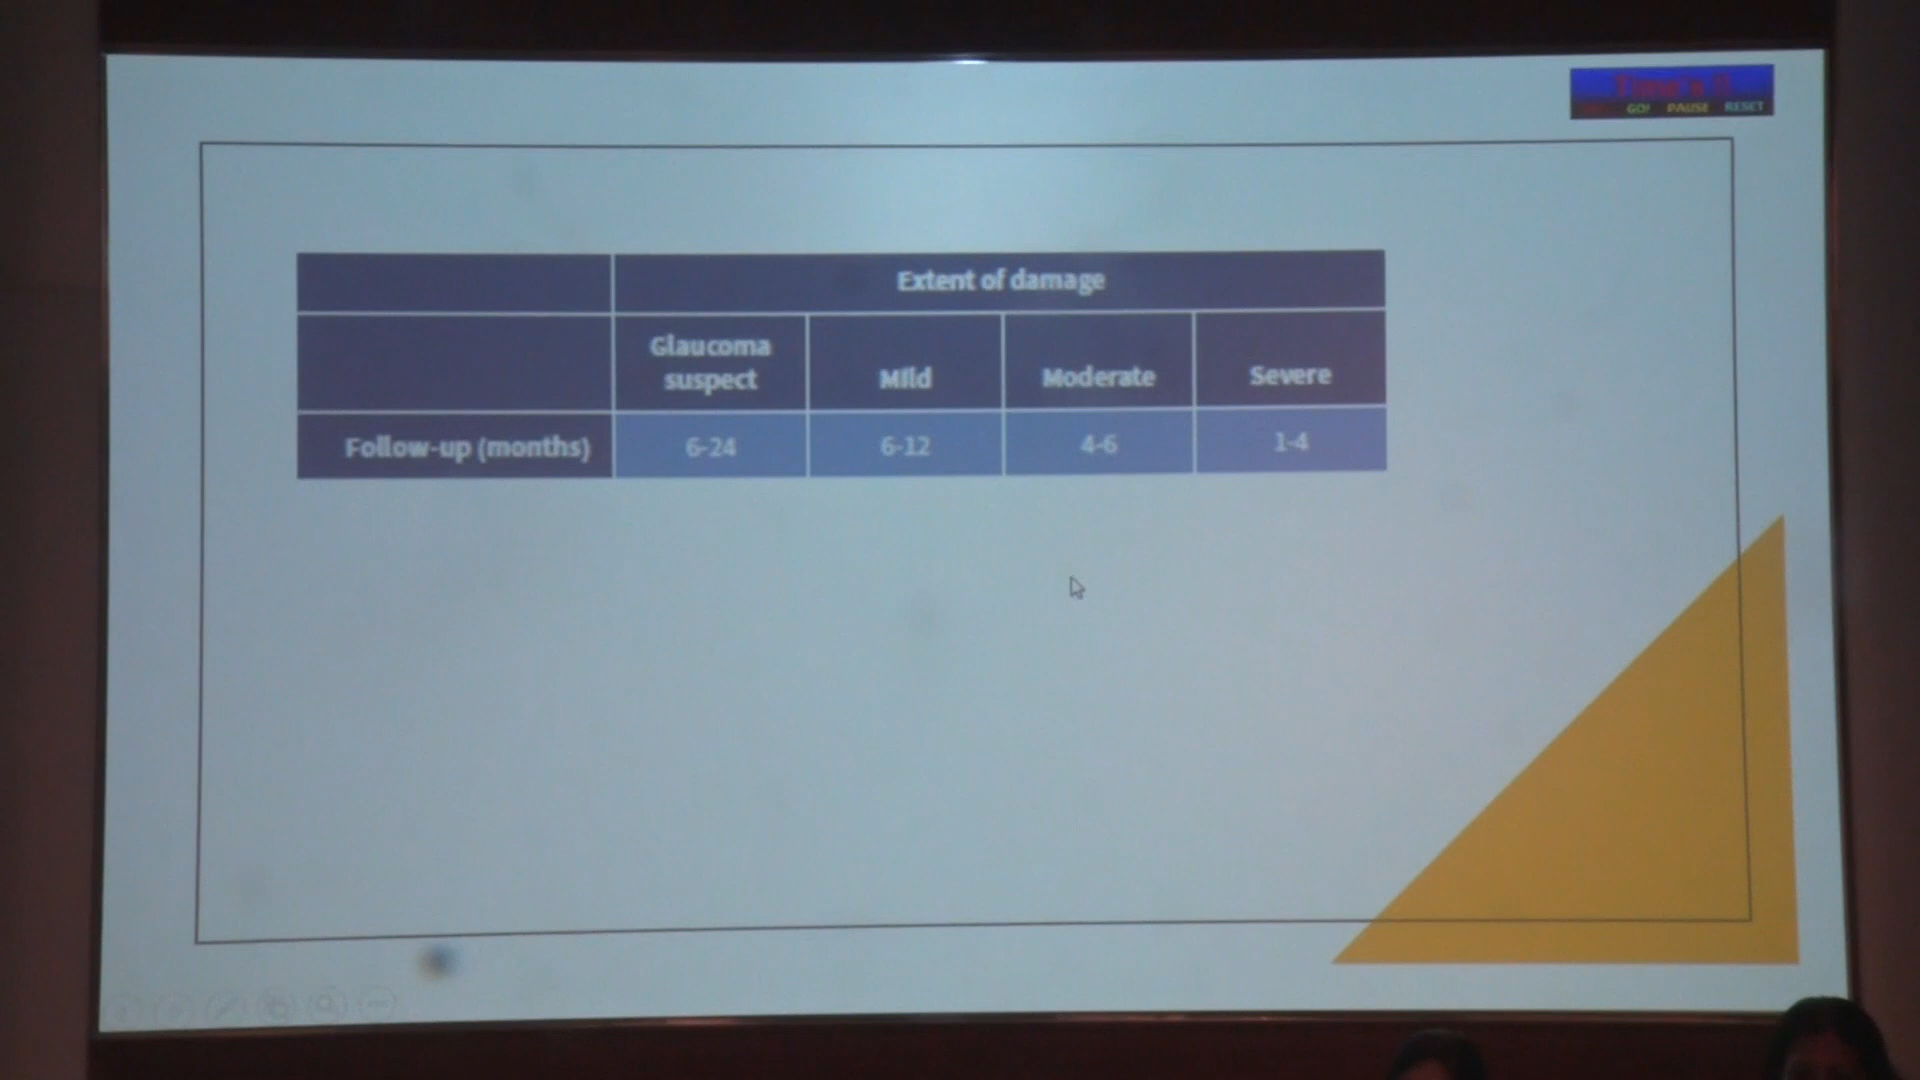 Time's
GO! PAUSE RESET
Extent of damage
Glaucoma
suspect
Mild
Moderate
Severe
Follow-up (months)
6-24
6-12
4-6
1-4